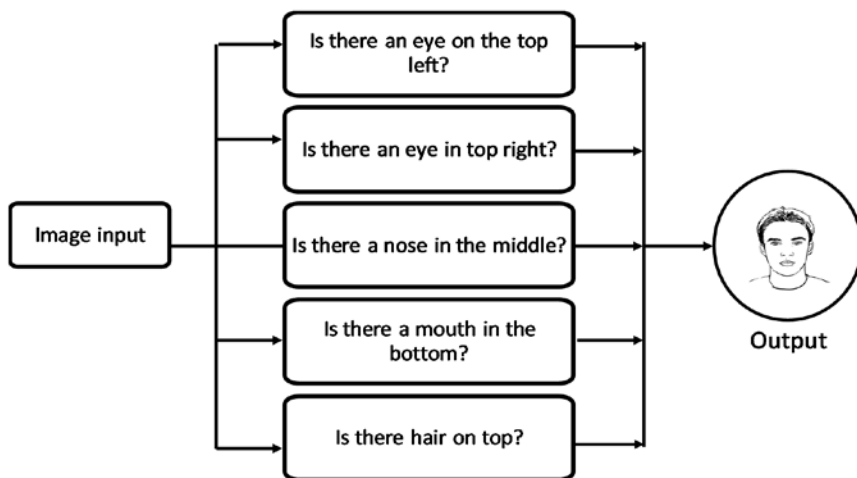 Is there an eye on the top
left?
Is there an eye in top right?
Image input
Is there a nose in the middle?
Is there a mouth in the
bottom?
Output
Is there hair on top?